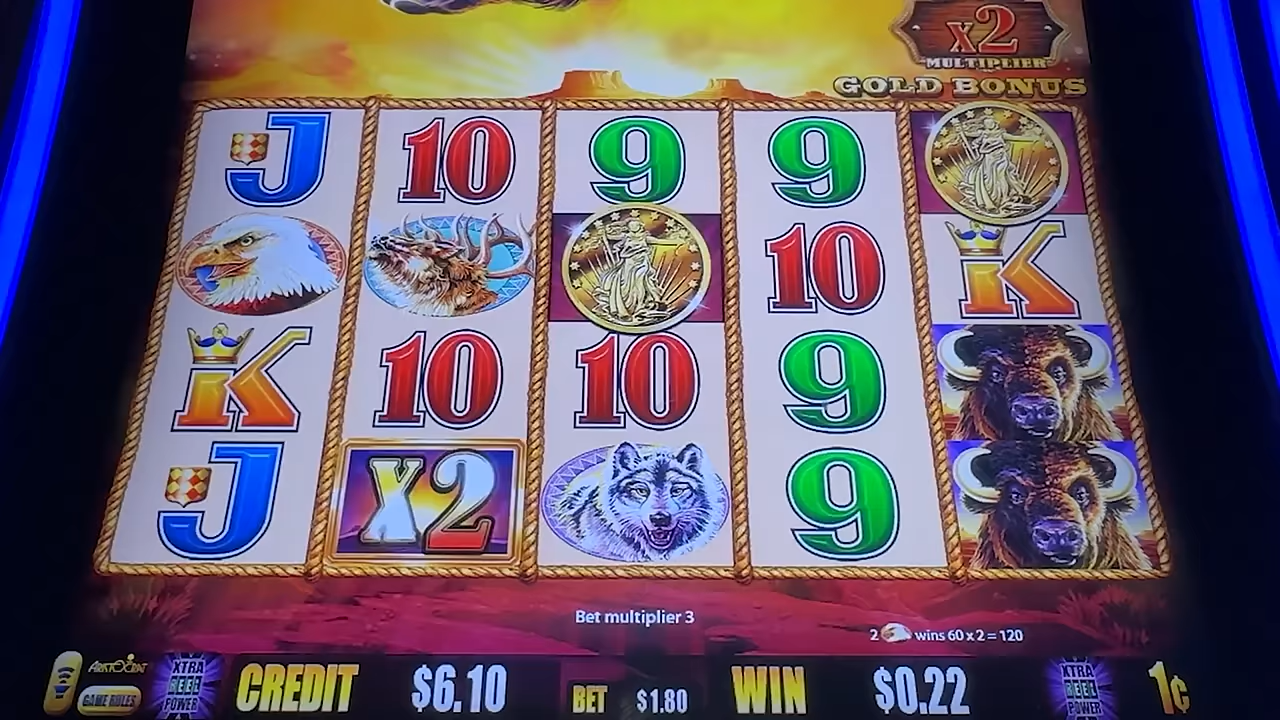 x2
MULTIPLIER
GOLD BONUS
J 10 9 9
10 K
K 10 10 9
J X2 9
Bet multiplier 3
2 wins 60 x 2 = 120
ARISTOCRAT
GAME RULES
XTRA
REEL
POWER
CREDIT $6.10 BET $1.80 WIN $0.22
XTRA
REEL
POWER
1¢